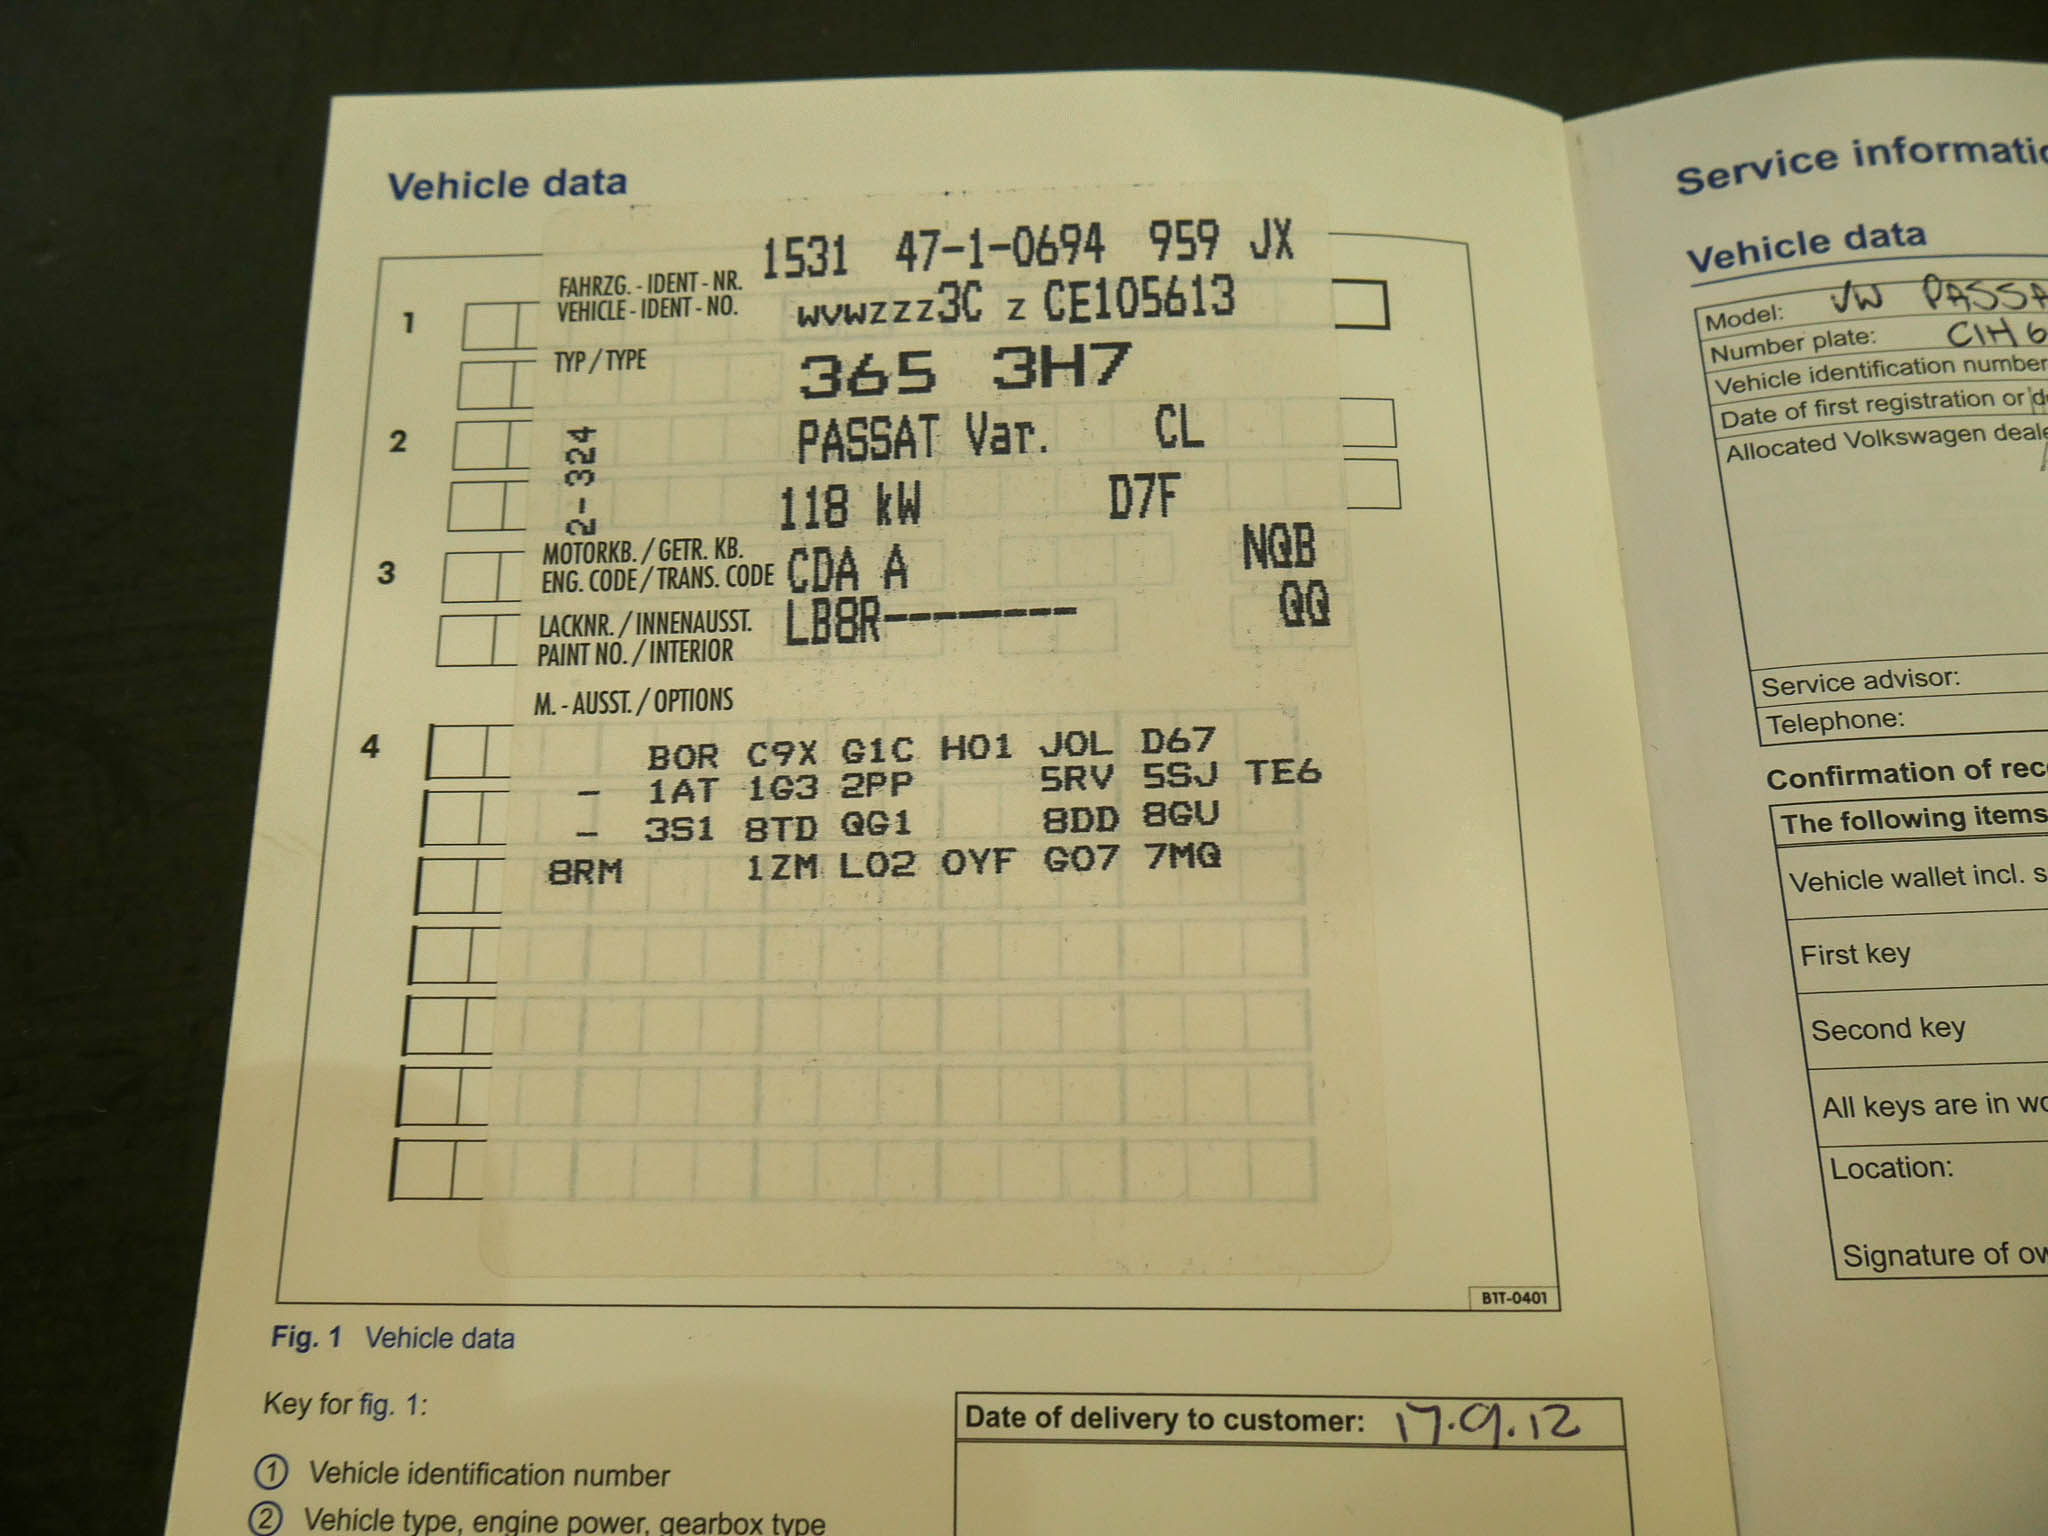 Vehicle data
1531 47-1-0694 959 JX
FAHRZG.-IDENT-NR.
VEHICLE-IDENT-NO. WVWZZZ3C Z CE105613
1
TYP/TYPE 365 3H7
2
2-324
PASSAT Var. CL
118 kW D7F
3
MOTORKB./GETR. KB.
ENG. CODE/TRANS. CODE CDA A NQB
LACKNR./INNENAUSST. LB8R-------- QQ
PAINT NO./INTERIOR
M.-AUSST./OPTIONS
4
B0R C9X G1C H01 J0L D67
- 1AT 1G3 2PP 5RV 5SJ TE6
- 3S1 8TD QG1 8DD 8GU
8RM 1ZM L02 0YF G07 7MQ
B1T-0401
Fig. 1 Vehicle data
Key for fig. 1:
1 Vehicle identification number
2 Vehicle type, engine power, gearbox type
Date of delivery to customer: 17.9.12
Service informatio
Vehicle data
Model: VW PASSA
Number plate: C1H 6
Vehicle identification number
Date of first registration or d
Allocated Volkswagen deale
Service advisor:
Telephone:
Confirmation of rec
The following items
Vehicle wallet incl. s
First key
Second key
All keys are in wo
Location:
Signature of ow